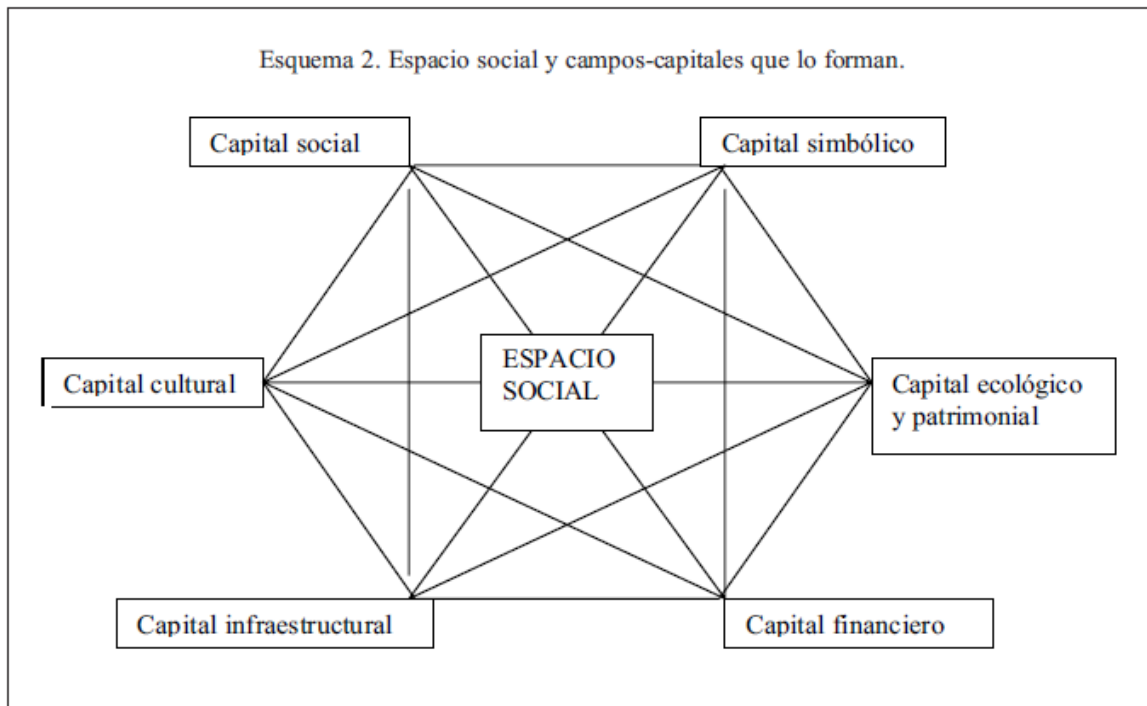 Esquema 2. Espacio social y campos-capitales que lo forman.
Capital social
Capital simbólico
ESPACIO
SOCIAL
Capital cultural
Capital ecológico
y patrimonial
Capital infraestructural
Capital financiero